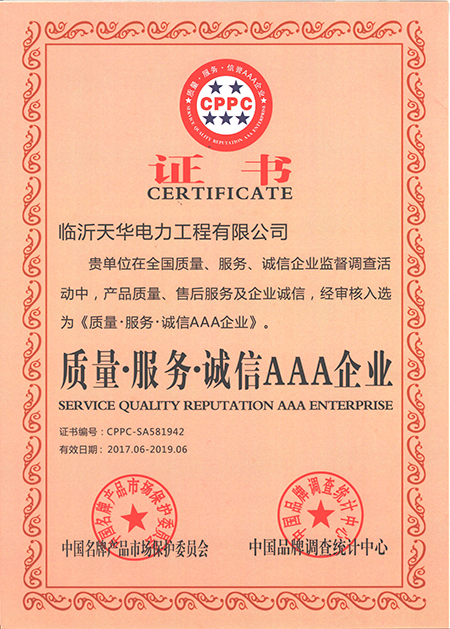 质量·服务·信誉AAA企业
CPPC
SERVICE QUALITY REPUTATION AAA ENTERPRISE
证书
CERTIFICATE
临沂天华电力工程有限公司
贵单位在全国质量、服务、诚信企业监督调查活
动中，产品质量、售后服务及企业诚信，经审核入选
为《质量·服务·诚信AAA企业》。
质量·服务·诚信AAA企业
SERVICE QUALITY REPUTATION AAA ENTERPRISE
证书编号：CPPC-SA581942
有效日期：2017.06-2019.06
中国名牌产品市场保护委员会
中国品牌调查统计中心
中国名牌产品市场保护委员会
中国品牌调查统计中心